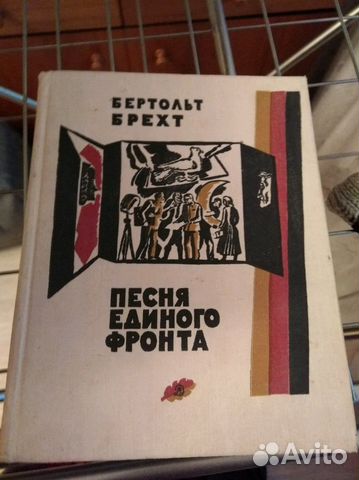 БЕРТОЛЬТ
БРЕХТ
ПЕСНЯ
ЕДИНОГО
ФРОНТА
Avito